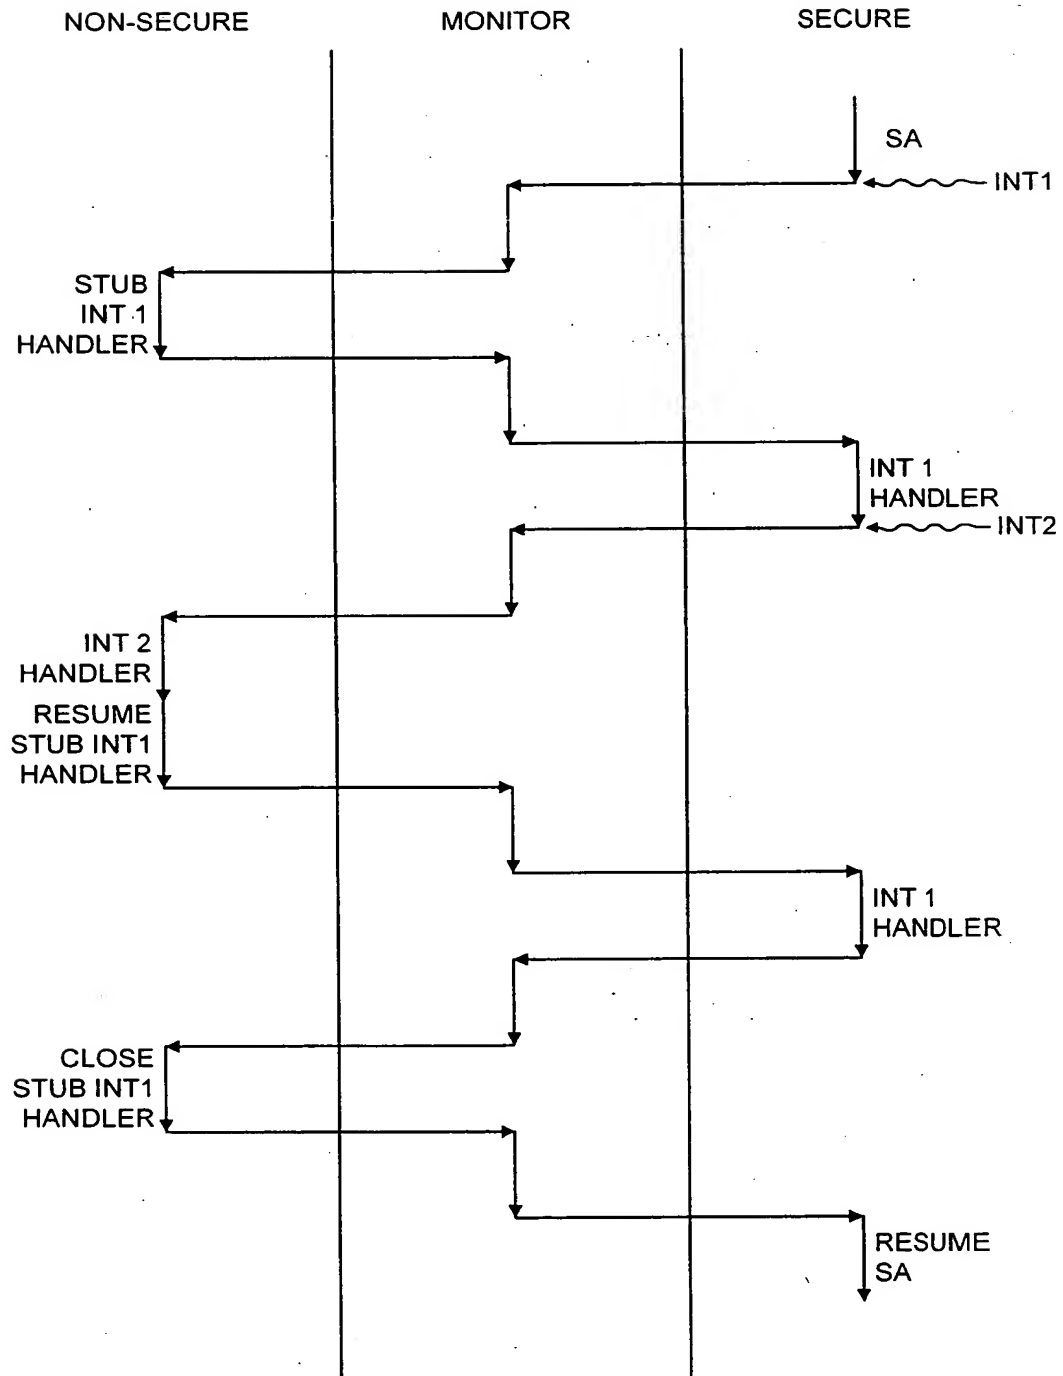 NON-SECURE
MONITOR
SECURE
SA
INT1
STUB
INT 1
HANDLER
INT 1
HANDLER
INT2
INT 2
HANDLER
RESUME
STUB INT1
HANDLER
INT 1
HANDLER
CLOSE
STUB INT1
HANDLER
RESUME
SA